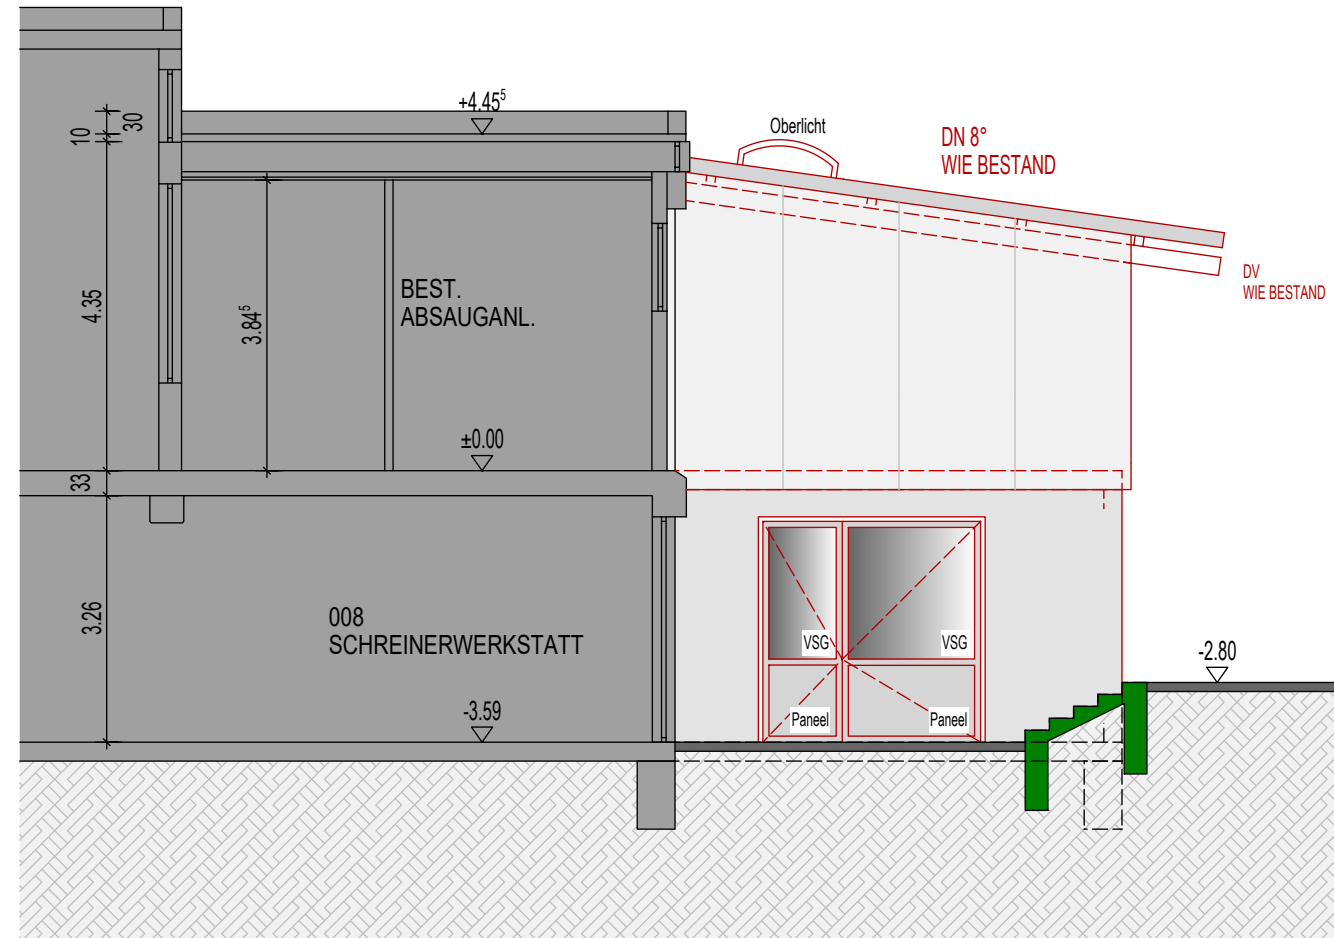 +4.45⁵
10
30
Oberlicht
DN 8°
WIE BESTAND
DV
WIE BESTAND
4.35
3.84⁵
BEST.
ABSAUGANL.
±0.00
33
3.26
008
SCHREINERWERKSTATT
VSG
VSG
-2.80
-3.59
Paneel
Paneel